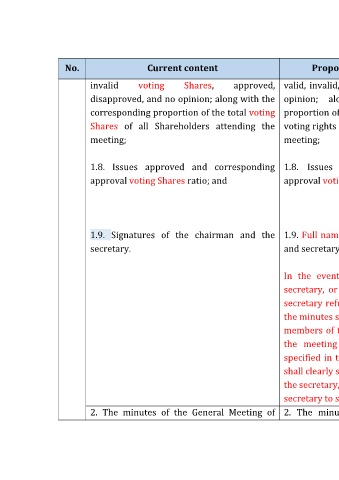 No.
Current content
Propo
invalid voting Shares, approved,
disapproved, and no opinion; along with the
corresponding proportion of the total voting
Shares of all Shareholders attending the
meeting;
1.8. Issues approved and corresponding
approval voting Shares ratio; and
1.9. Signatures of the chairman and the
secretary.
2. The minutes of the General Meeting of
valid, invalid,
opinion; alo
proportion of
voting rights
meeting;
1.8. Issues
approval voti
1.9. Full nam
and secretary
In the event
secretary, or
secretary refu
the minutes s
members of t
the meeting
specified in t
shall clearly s
the secretary,
secretary to s
2. The minu